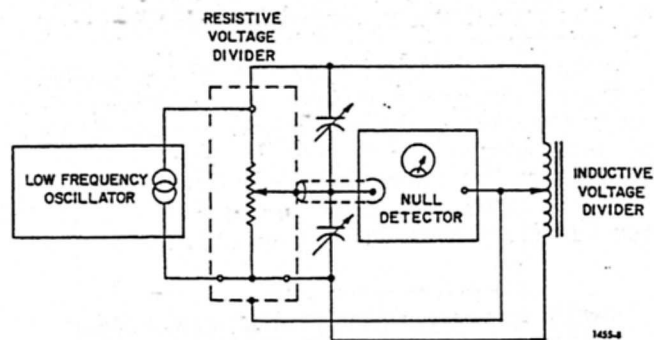 RESISTIVE
VOLTAGE
DIVIDER
LOW FREQUENCY
OSCILLATOR
NULL
DETECTOR
INDUCTIVE
VOLTAGE
DIVIDER
1455-8